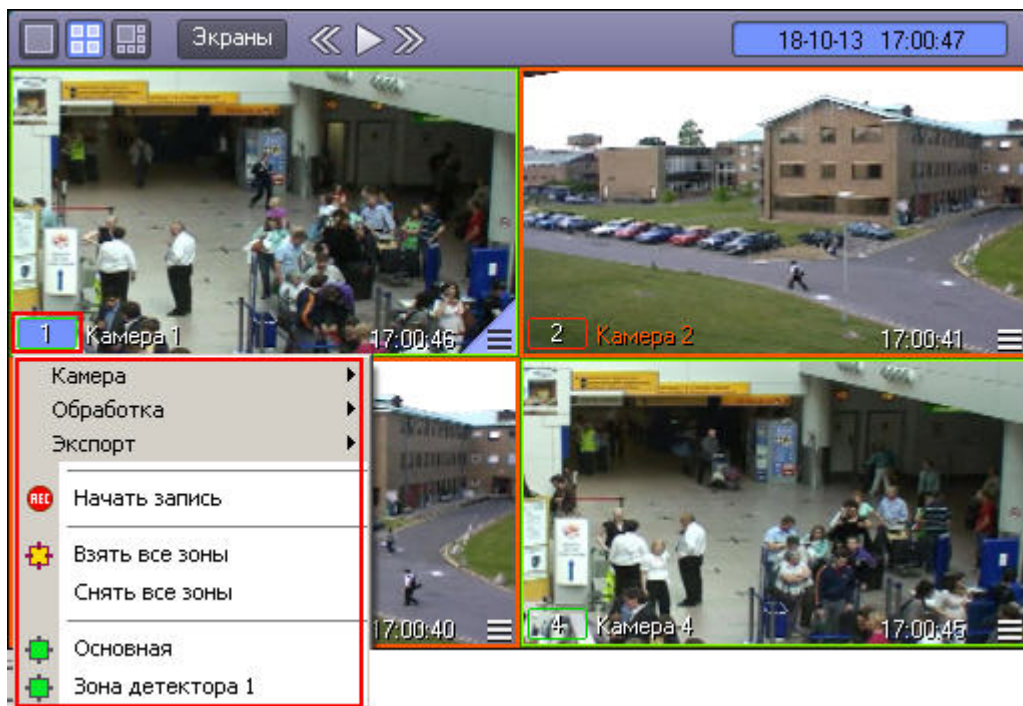 Экраны 18-10-13 17:00:47
1 Камера 1 17:00:46
2 Камера 2 17:00:41
Камера
Обработка
Экспорт
REC Начать запись
Взять все зоны
Снять все зоны
Основная
Зона детектора 1
17:00:40
4 Камера 4 17:00:45